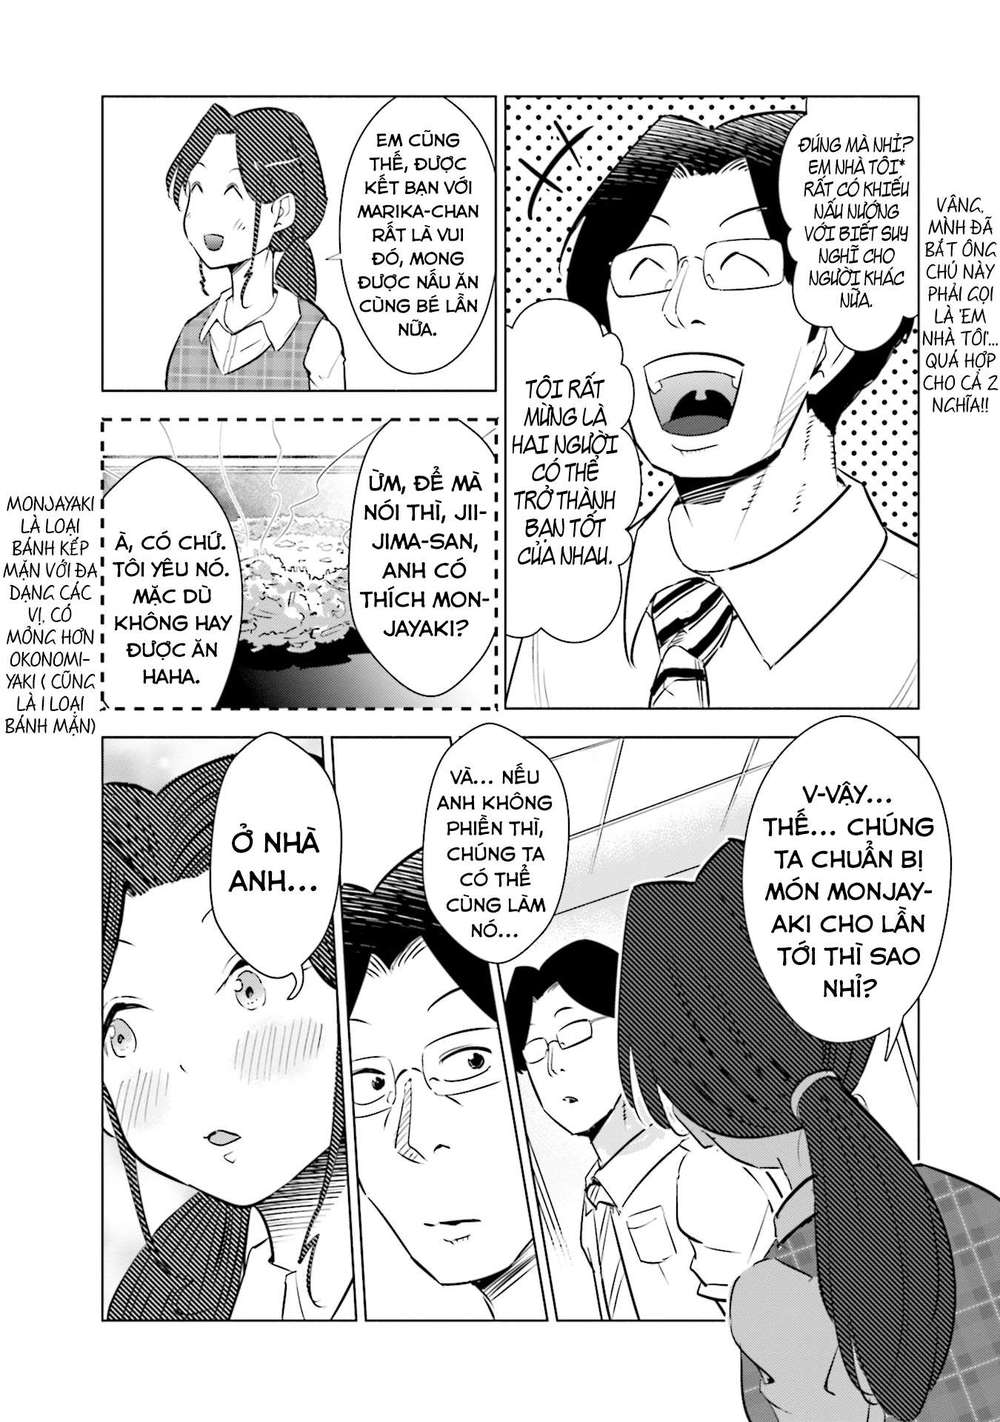 ĐÚNG MÀ NHỈ?
EM NHÀ TÔI*
RẤT CÓ KHIẾU
NẤU NƯỚNG
VỚI BIẾT SUY
NGHĨ CHO
NGƯỜI KHÁC
NỮA.
VÂNG,
MÌNH ĐÃ
BẮT ÔNG
CHÚ NÀY
PHẢI GỌI
LÀ 'EM
NHÀ TÔI'...
QUÁ HỢP
CHO CẢ 2
NGHĨA!!
TÔI RẤT
MỪNG LÀ
HAI NGƯỜI
CÓ THỂ
TRỞ THÀNH
BẠN TỐT
CỦA NHAU.
EM CŨNG
THẾ, ĐƯỢC
KẾT BẠN VỚI
MARIKA-CHAN
RẤT LÀ VUI
ĐÓ, MONG
ĐƯỢC NẤU ĂN
CÙNG BÉ LẦN
NỮA.
ỪM, ĐỂ MÀ
NÓI THÌ, JII-
JIMA-SAN,
ANH CÓ
THÍCH MON-
JAYAKI?
À, CÓ CHỨ.
TÔI YÊU NÓ.
MẶC DÙ
KHÔNG HAY
ĐƯỢC ĂN
HAHA.
MONJAYAKI
LÀ LOẠI
BÁNH KẾP
MẶN VỚI ĐA
DẠNG CÁC
VỊ, CÓ
MỎNG HƠN
OKONOMI-
YAKI ( CŨNG
LÀ 1 LOẠI
BÁNH MẶN)
V-VẬY...
THẾ... CHÚNG
TA CHUẨN BỊ
MÓN MONJAY-
AKI CHO LẦN
TỚI THÌ SAO
NHỈ?
VÀ... NẾU
ANH KHÔNG
PHIỀN THÌ,
CHÚNG TA
CÓ THỂ
CÙNG LÀM
NÓ...
Ở NHÀ
ANH...